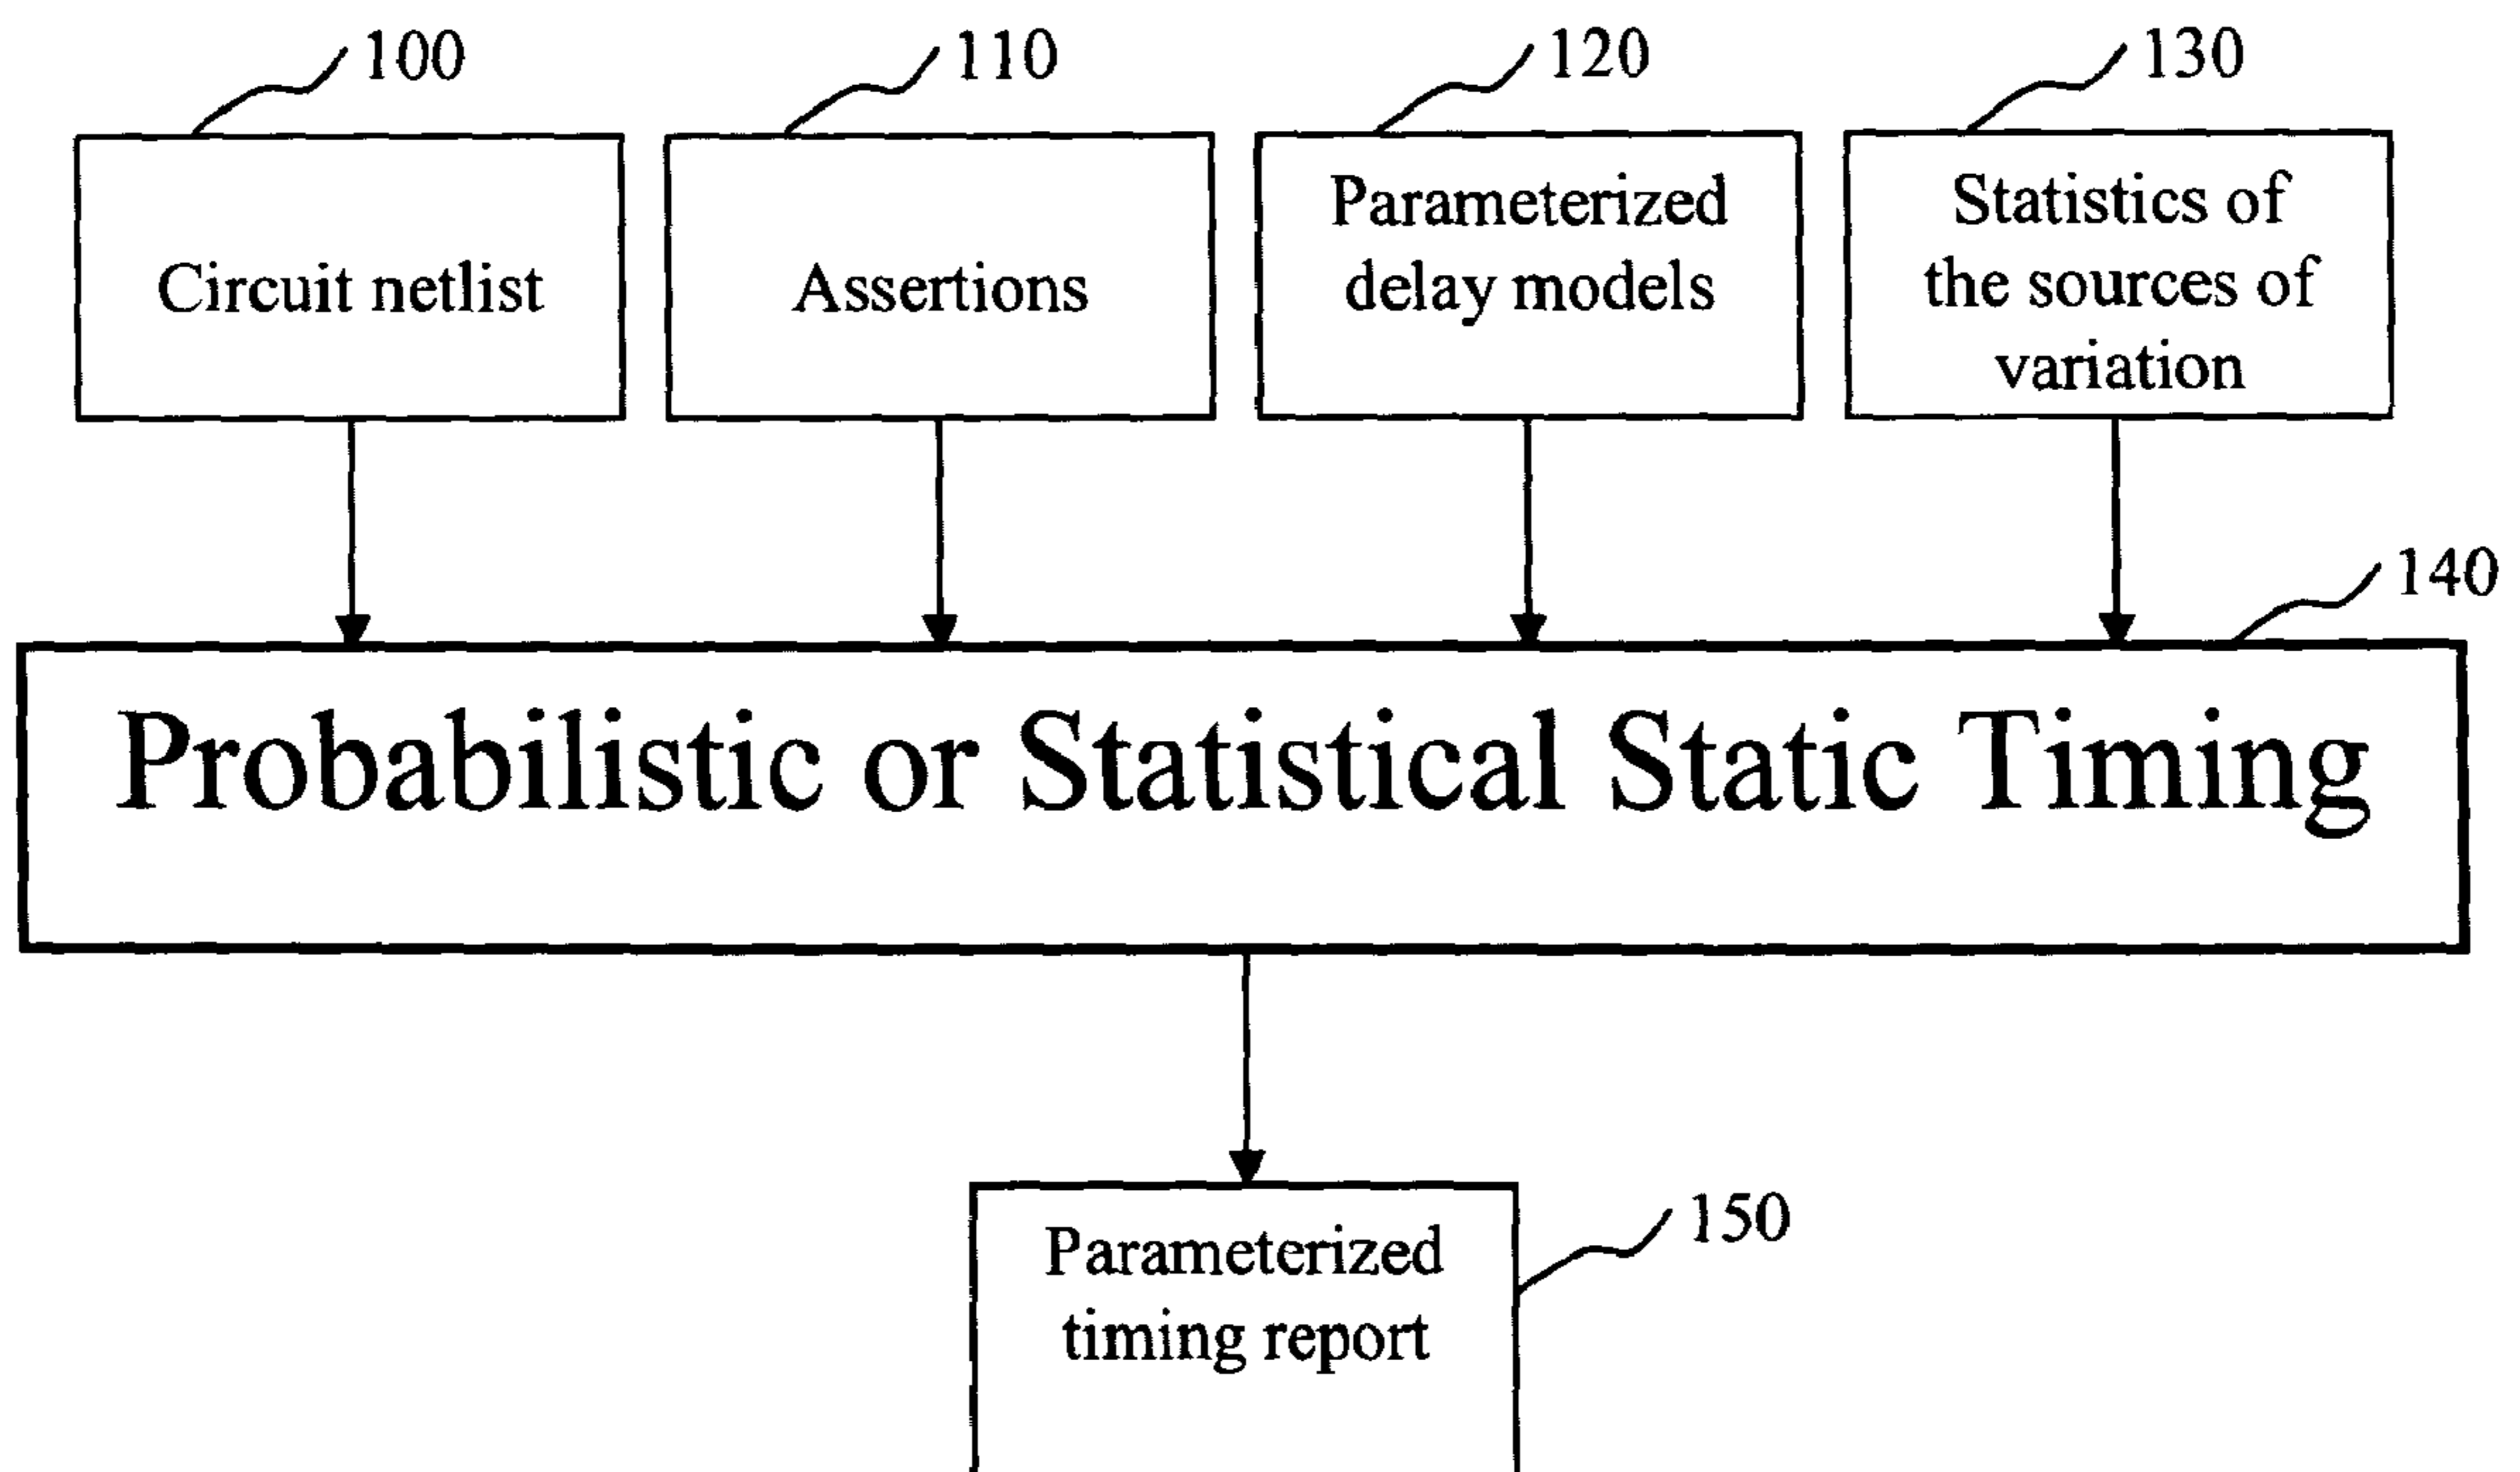 100
110
120
130
Circuit netlist
Assertions
Parameterized
delay models
Statistics of
the sources of
variation
140
Probabilistic or Statistical Static Timing
150
Parameterized
timing report